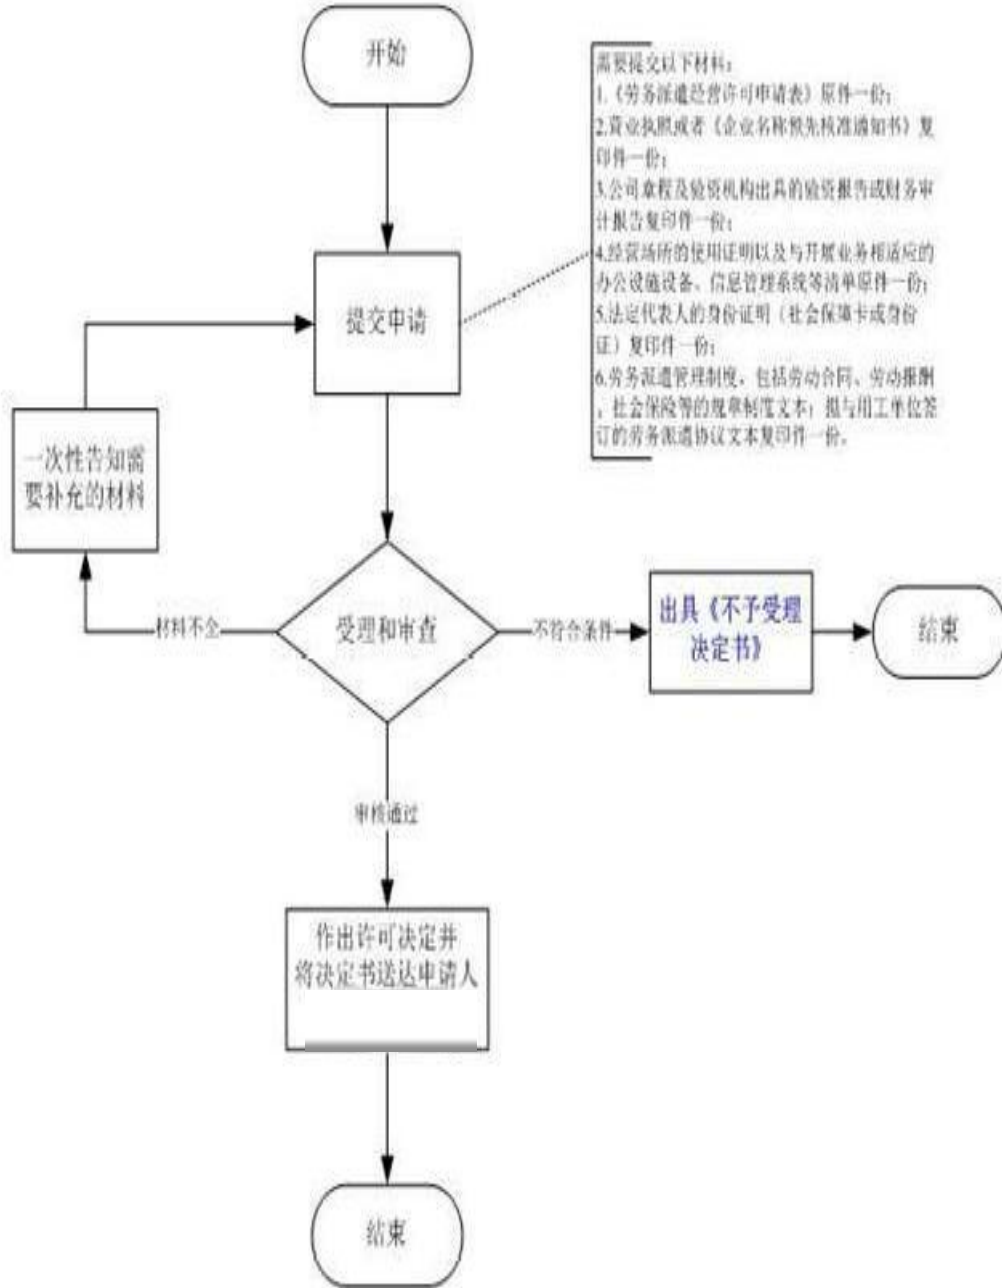 开始
需要提交以下材料：
1.《劳务派遣经营许可申请表》原件一份；
2.营业执照或者《企业名称预先核准通知书》复
印件一份；
3.公司章程及验资机构出具的验资报告或财务审
计报告复印件一份；
4.经营场所的使用证明以及与开展业务相适应的
办公设施设备、信息管理系统等清单原件一份；
5.法定代表人的身份证明（社会保障卡或身份
证）复印件一份；
6.劳务派遣管理制度，包括劳动合同、劳动报酬
，社会保险等的规章制度文本；拟与用工单位签
订的劳务派遣协议文本复印件一份。
提交申请
一次性告知需
要补充的材料
材料不全
受理和审查
不符合条件
出具《不予受理
决定书》
结束
审核通过
作出许可决定并
将决定书送达申请人
结束